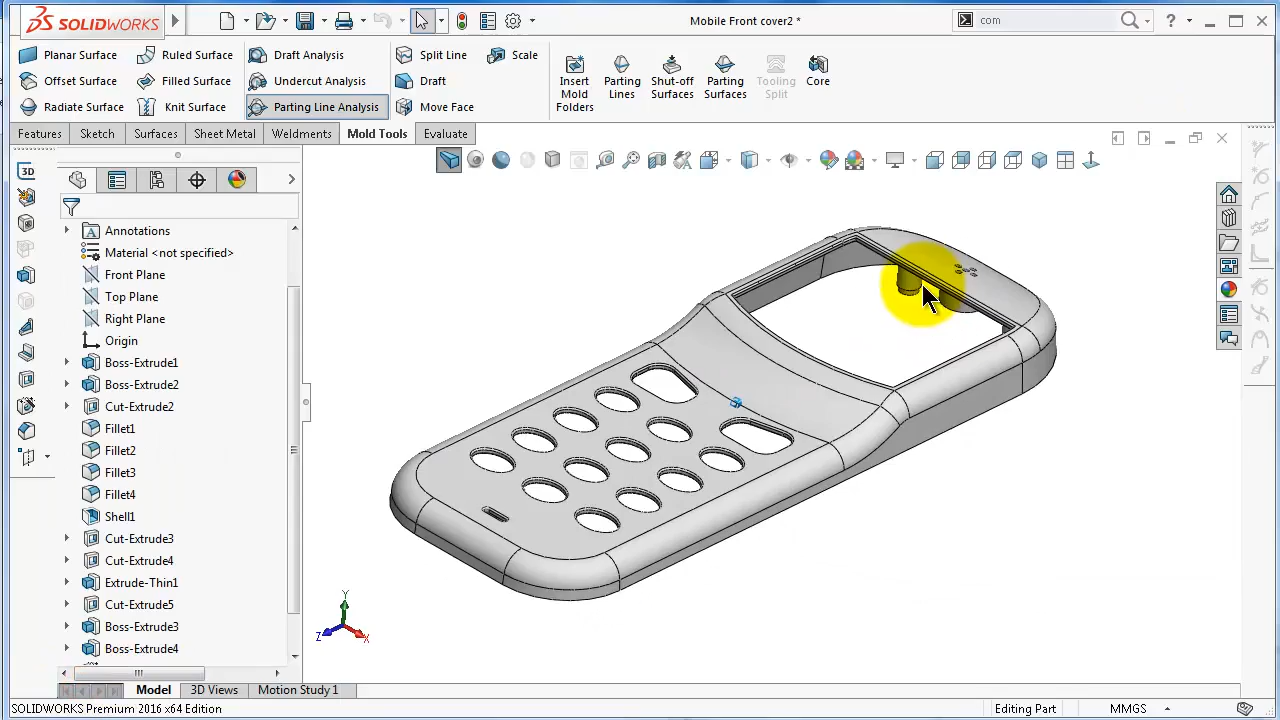 SOLIDWORKS
Mobile Front cover2 *
com
Planar Surface
Ruled Surface
Draft Analysis
Split Line
Scale
Offset Surface
Filled Surface
Undercut Analysis
Draft
Radiate Surface
Knit Surface
Parting Line Analysis
Move Face
Insert
Mold
Folders
Parting
Lines
Shut-off
Surfaces
Parting
Surfaces
Tooling
Split
Core
Features
Sketch
Surfaces
Sheet Metal
Weldments
Mold Tools
Evaluate
3D
Annotations
Material <not specified>
Front Plane
Top Plane
Right Plane
Origin
Boss-Extrude1
Boss-Extrude2
Cut-Extrude2
Fillet1
Fillet2
Fillet3
Fillet4
Shell1
Cut-Extrude3
Cut-Extrude4
Extrude-Thin1
Cut-Extrude5
Boss-Extrude3
Boss-Extrude4
Y
Z
X
Model
3D Views
Motion Study 1
SOLIDWORKS Premium 2016 x64 Edition
Editing Part
MMGS